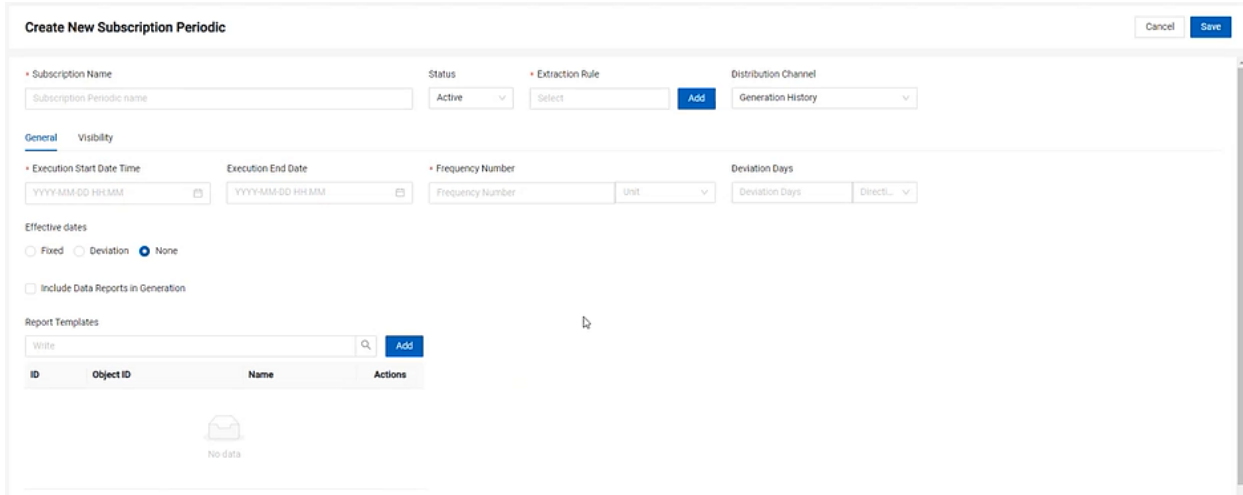 Create New Subscription Periodic
Cancel
Save
* Subscription Name
Status
* Extraction Rule
Distribution Channel
Subscription Periodic name
Active
Select
Add
Generation History
General
Visibility
* Execution Start Date Time
Execution End Date
* Frequency Number
Deviation Days
YYYY-MM-DD HH:MM
YYYY-MM-DD HH:MM
Frequency Number
Unit
Deviation Days
Directi...
Effective dates
Fixed
Deviation
None
Include Data Reports in Generation
Report Templates
Write
Add
ID
Object ID
Name
Actions
No data